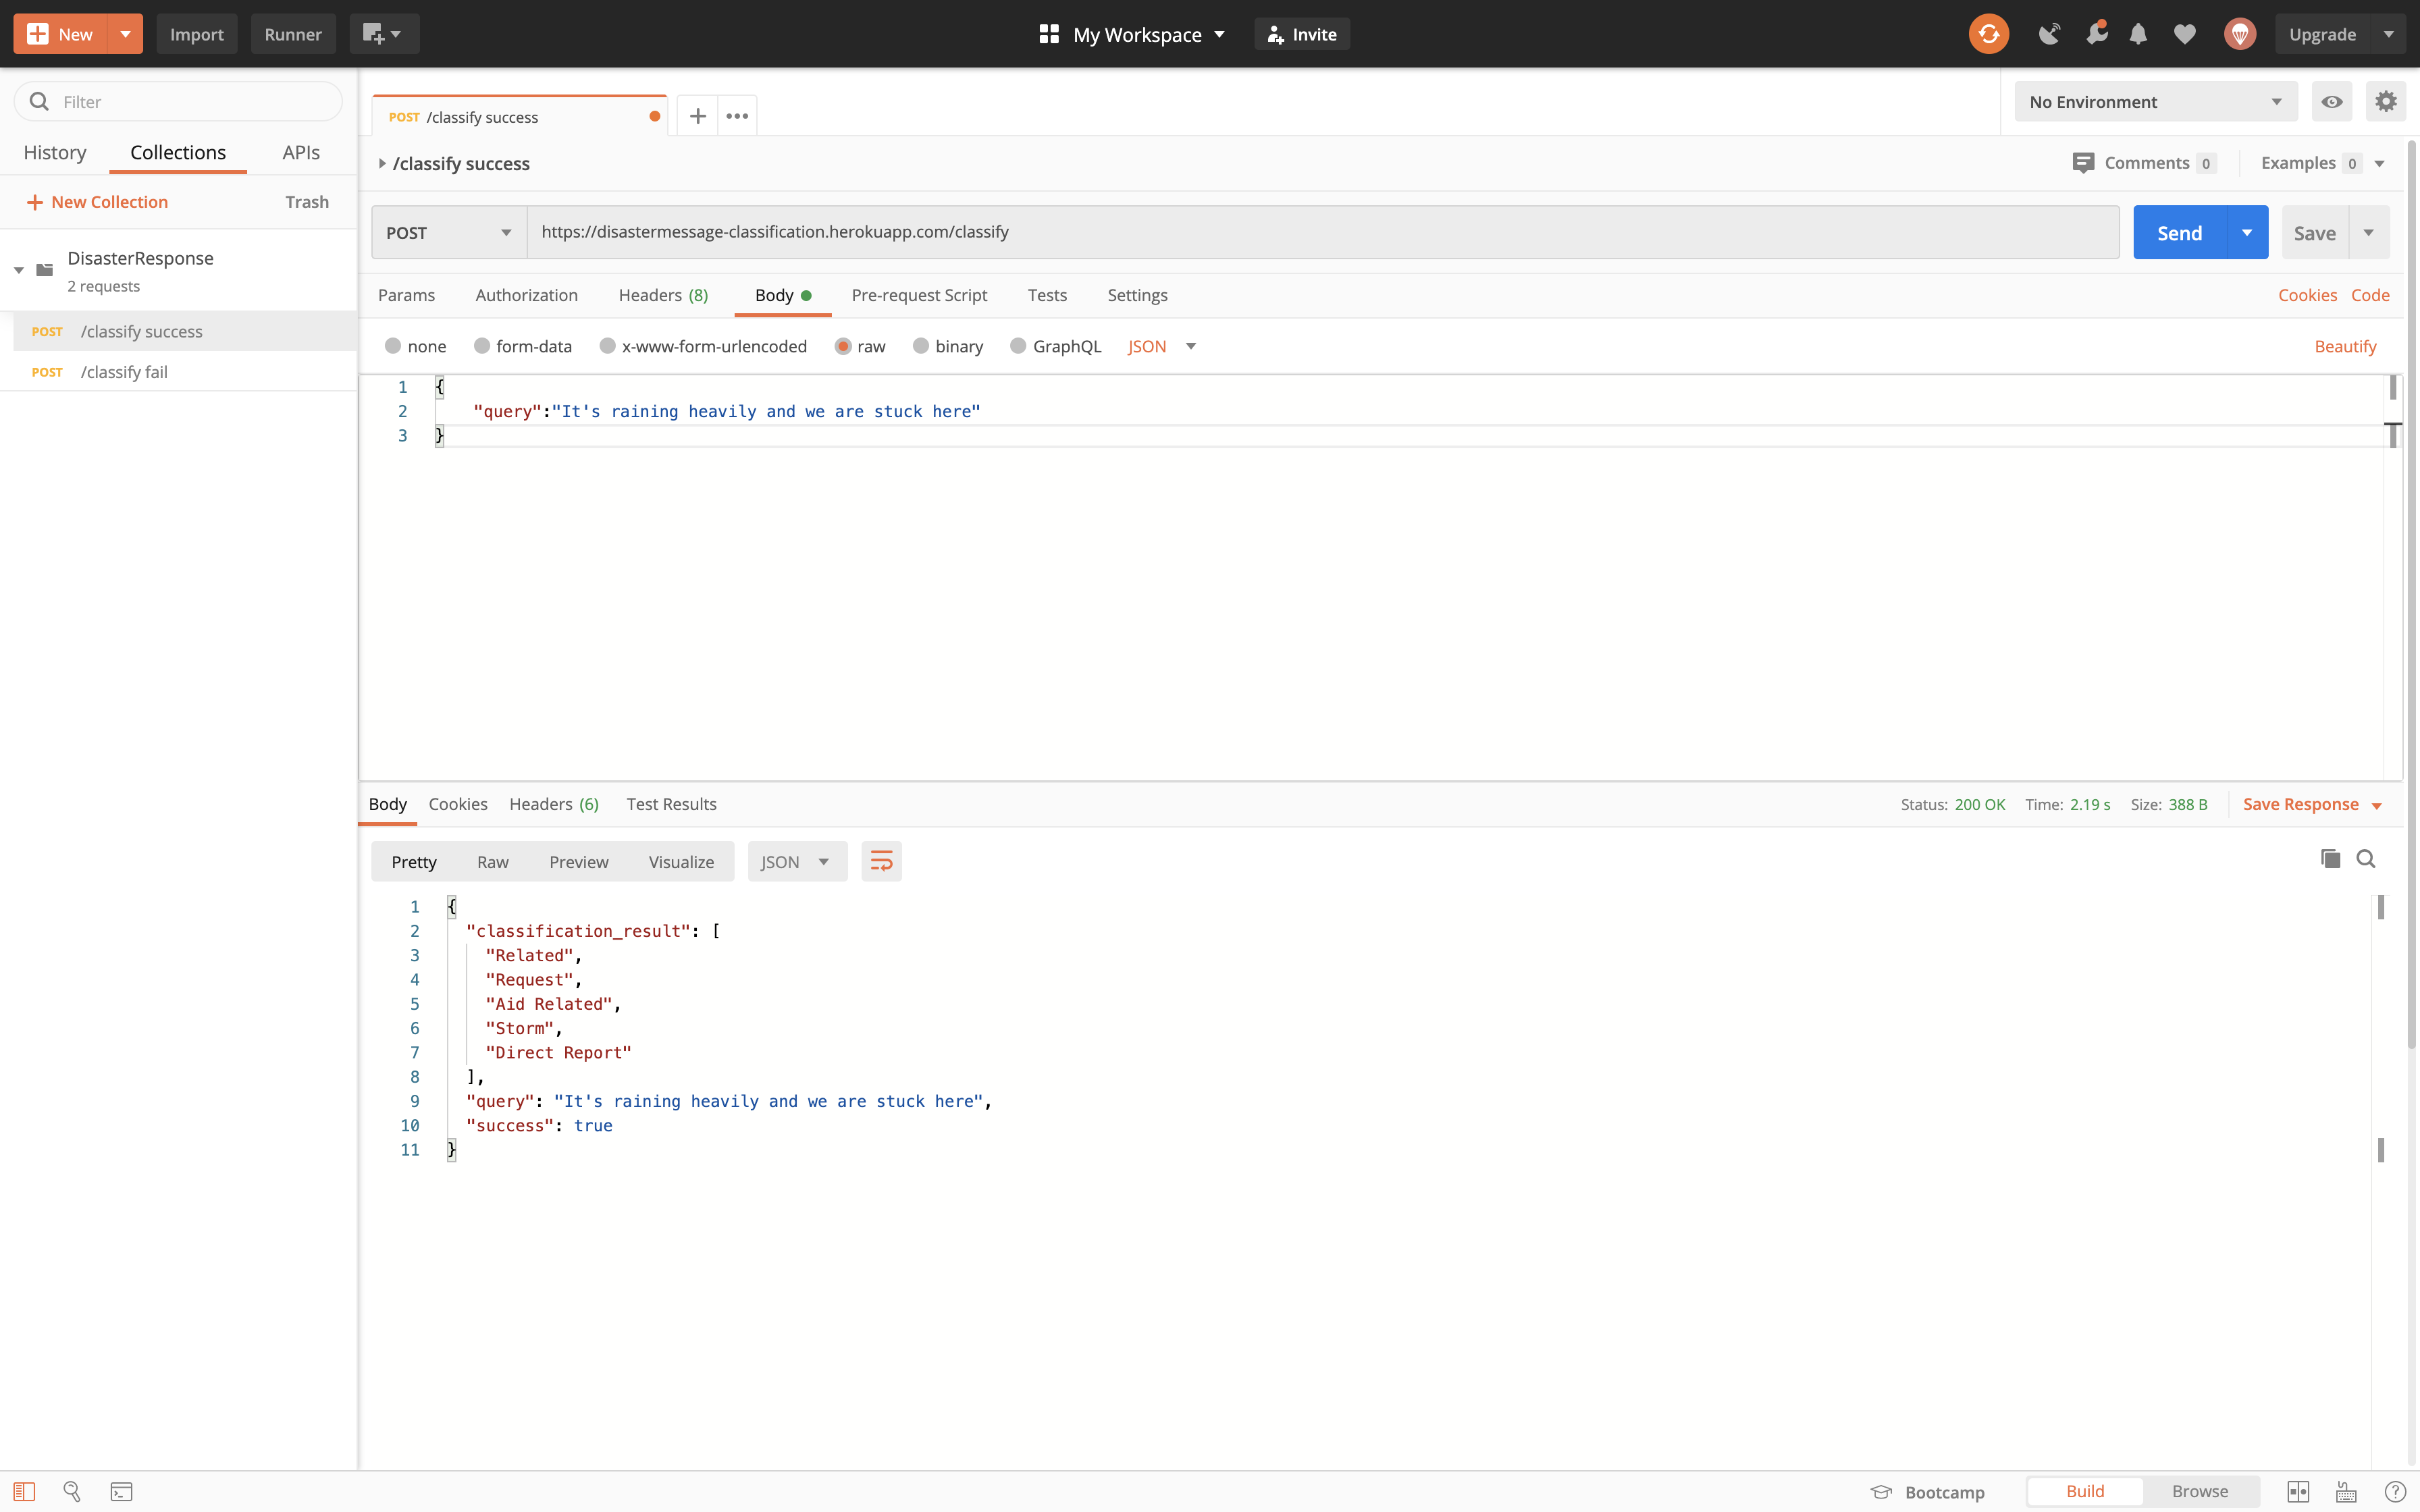 New
Import
Runner
My Workspace
Invite
Upgrade
Filter
History Collections APIs
New Collection Trash
DisasterResponse
2 requests
POST /classify success
POST /classify fail
POST /classify success
No Environment
/classify success
Comments 0 Examples 0
POST https://disastermessage-classification.herokuapp.com/classify Send Save
Params Authorization Headers (8) Body Pre-request Script Tests Settings Cookies Code
none form-data x-www-form-urlencoded raw binary GraphQL JSON Beautify
1 {
2 "query":"It's raining heavily and we are stuck here"
3 }
Body Cookies Headers (6) Test Results Status: 200 OK Time: 2.19 s Size: 388 B Save Response
Pretty Raw Preview Visualize JSON
1 {
2 "classification_result": [
3 "Related",
4 "Request",
5 "Aid Related",
6 "Storm",
7 "Direct Report"
8 ],
9 "query": "It's raining heavily and we are stuck here",
10 "success": true
11 }
Bootcamp Build Browse